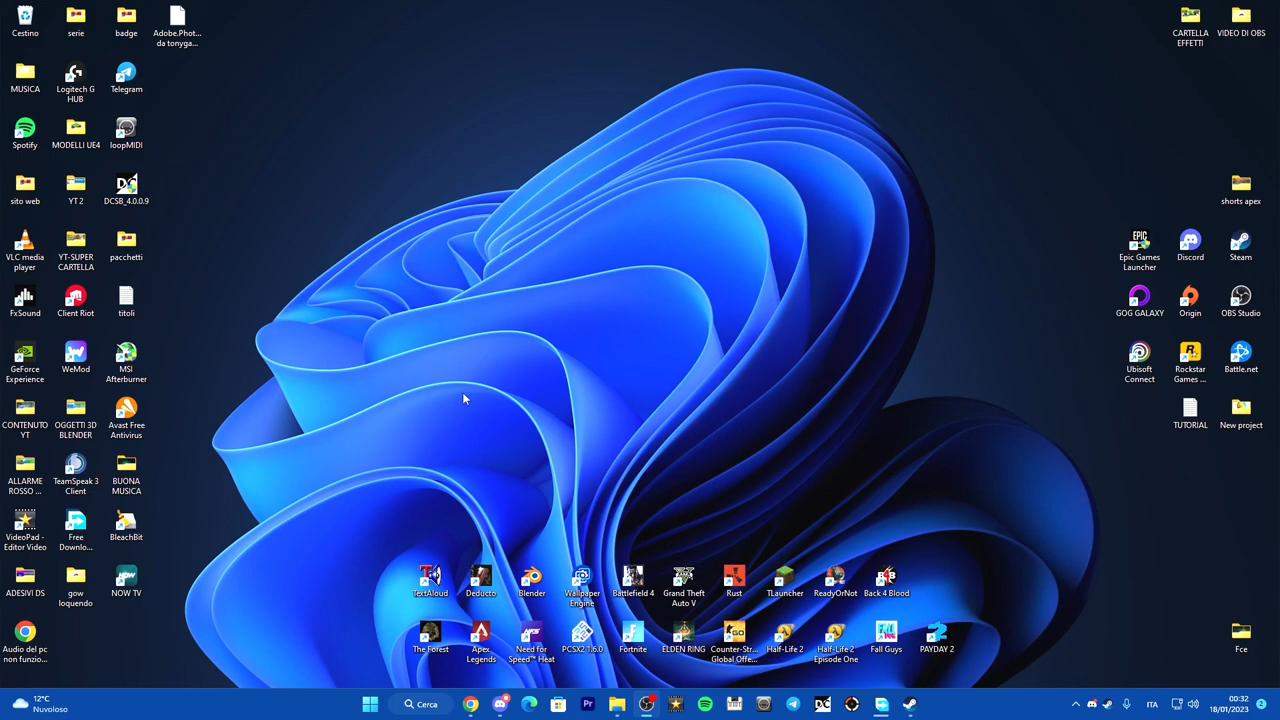 Cestino
serie
badge
Adobe.Phot...
da tonyga...
CARTELLA
EFFETTI
VIDEO DI OBS
MUSICA
Logitech G
HUB
Telegram
Spotify
MODELLI UE4
loopMIDI
sito web
YT 2
DCSB_4.0.0.9
shorts apex
VLC media
player
YT-SUPER
CARTELLA
pacchetti
EPIC
GAMES
Epic Games
Launcher
Discord
Steam
FxSound
Client Riot
titoli
GOG GALAXY
Origin
OBS Studio
GeForce
Experience
WeMod
MSI
Afterburner
Ubisoft
Connect
Rockstar
Games ...
Battle.net
CONTENUTO
YT
OGGETTI 3D
BLENDER
Avast Free
Antivirus
TUTORIAL
New project
ALLARME
ROSSO ...
TeamSpeak 3
Client
BUONA
MUSICA
VideoPad -
Editor Video
Free
Downlo...
BleachBit
ADESIVI DS
gow
loquendo
NOW TV
TextAloud
Deducto
Blender
Wallpaper
Engine
Battlefield 4
Grand Theft
Auto V
Rust
TLauncher
ReadyOrNot
Back 4 Blood
Audio del pc
non funzio...
The Forest
Apex
Legends
Need for
Speed™ Heat
PCSX2 1.6.0
Fortnite
ELDEN RING
Counter-Str...
Global Offe...
Half-Life 2
Half-Life 2
Episode One
Fall Guys
PAYDAY 2
Fce
12°C
Nuvoloso
Cerca
Pr
ITA
00:32
18/01/2023
2